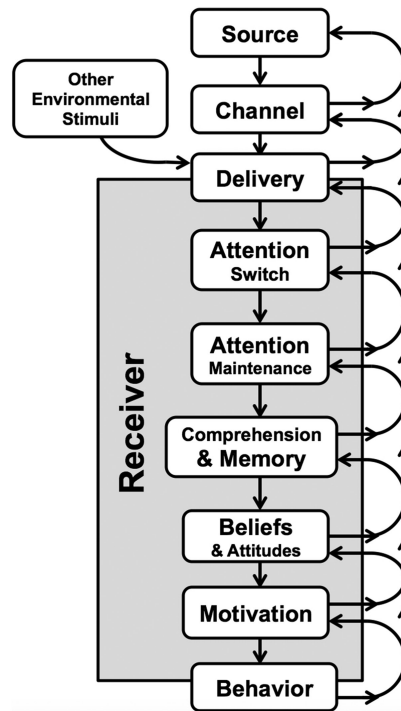 Source
Other
Environmental
Stimuli
Channel
Delivery
Attention
Switch
Attention
Maintenance
Receiver
Comprehension
& Memory
Beliefs
& Attitudes
Motivation
Behavior